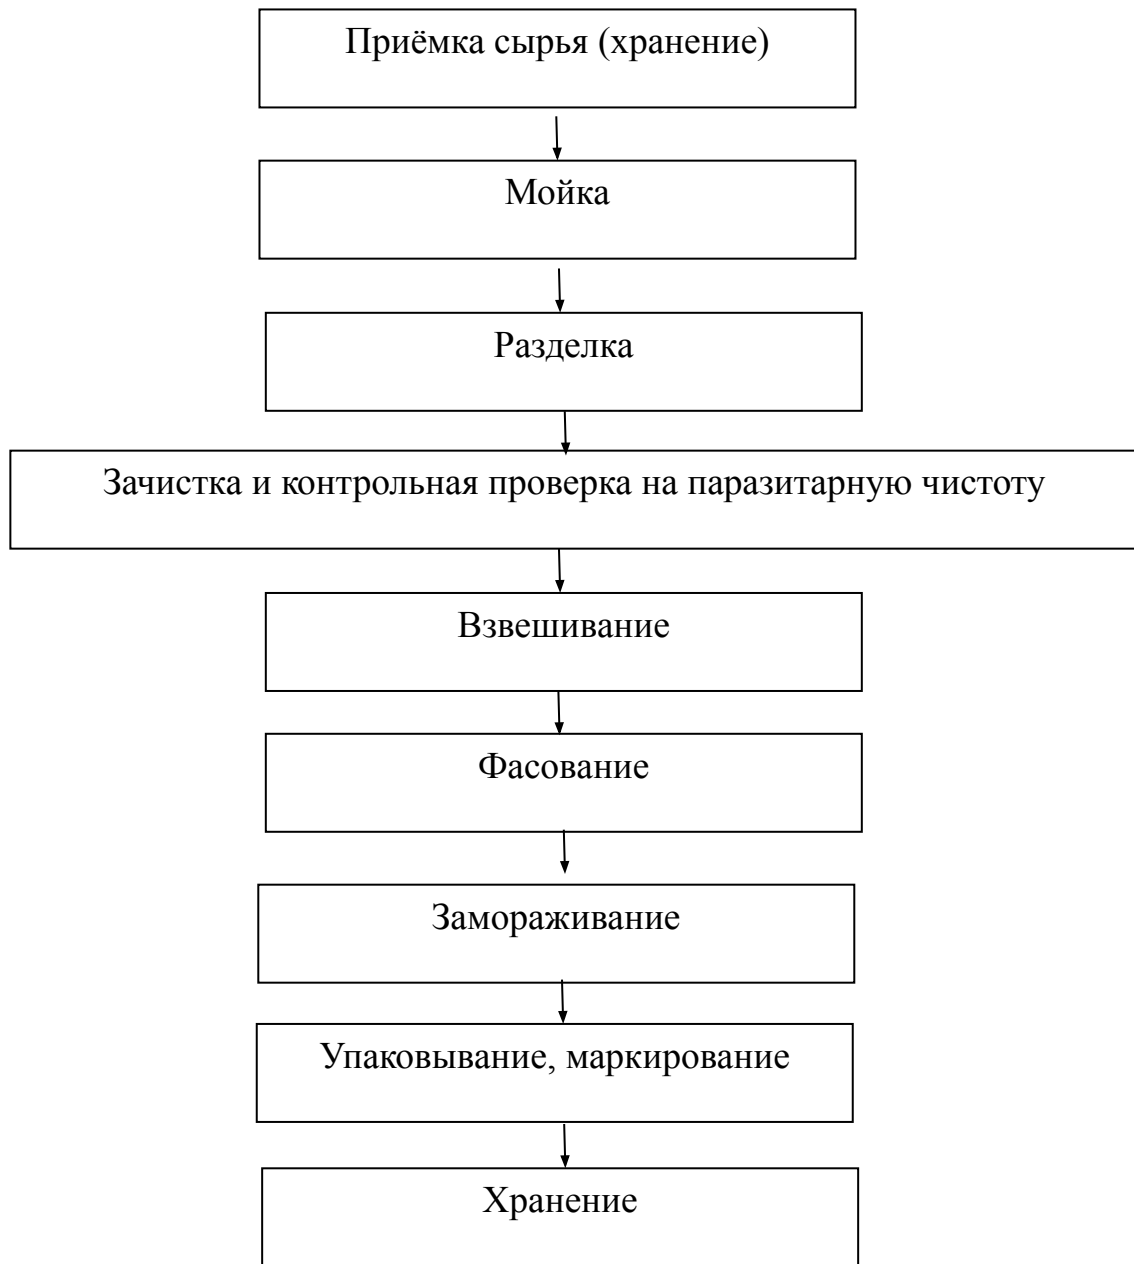 Приёмка сырья (хранение)
Мойка
Разделка
Зачистка и контрольная проверка на паразитарную чистоту
Взвешивание
Фасование
Замораживание
Упаковывание, маркирование
Хранение